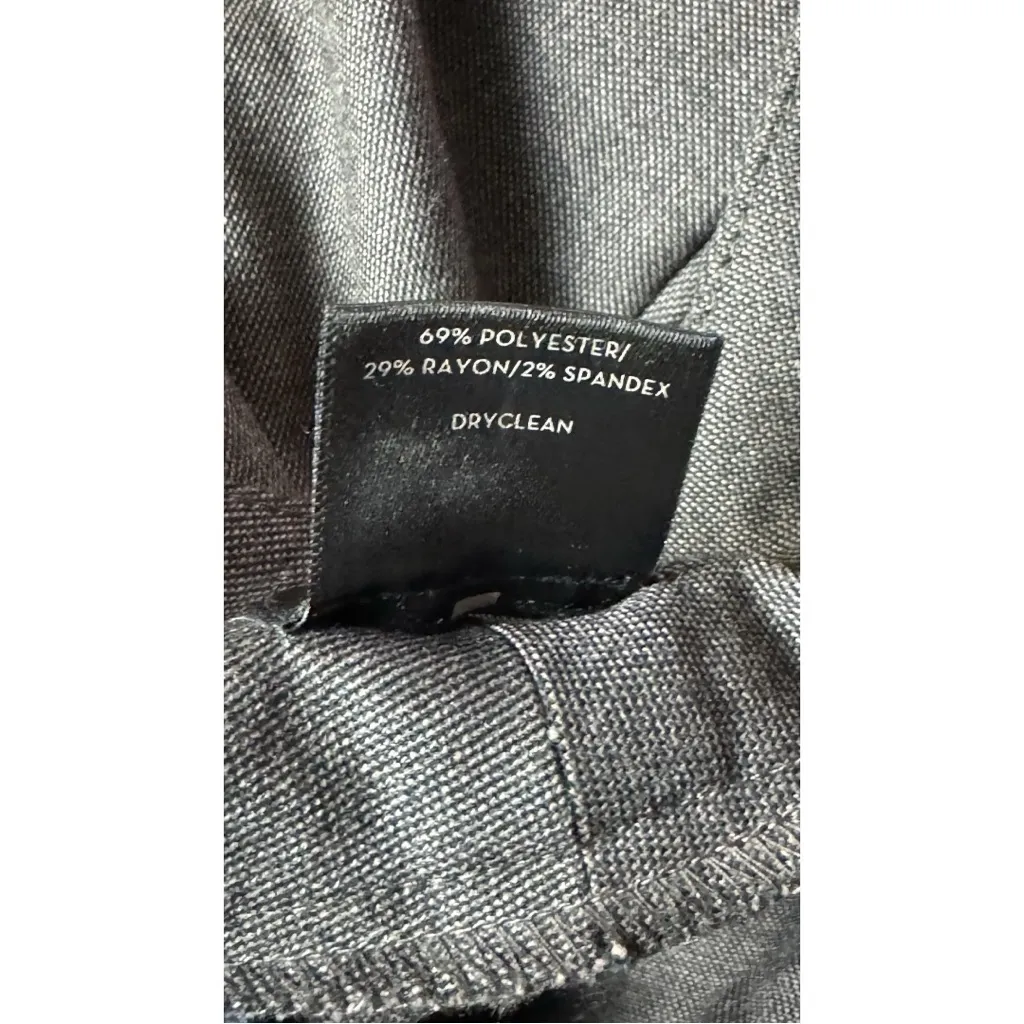 69% POLYESTER/
29% RAYON/2% SPANDEX
DRYCLEAN